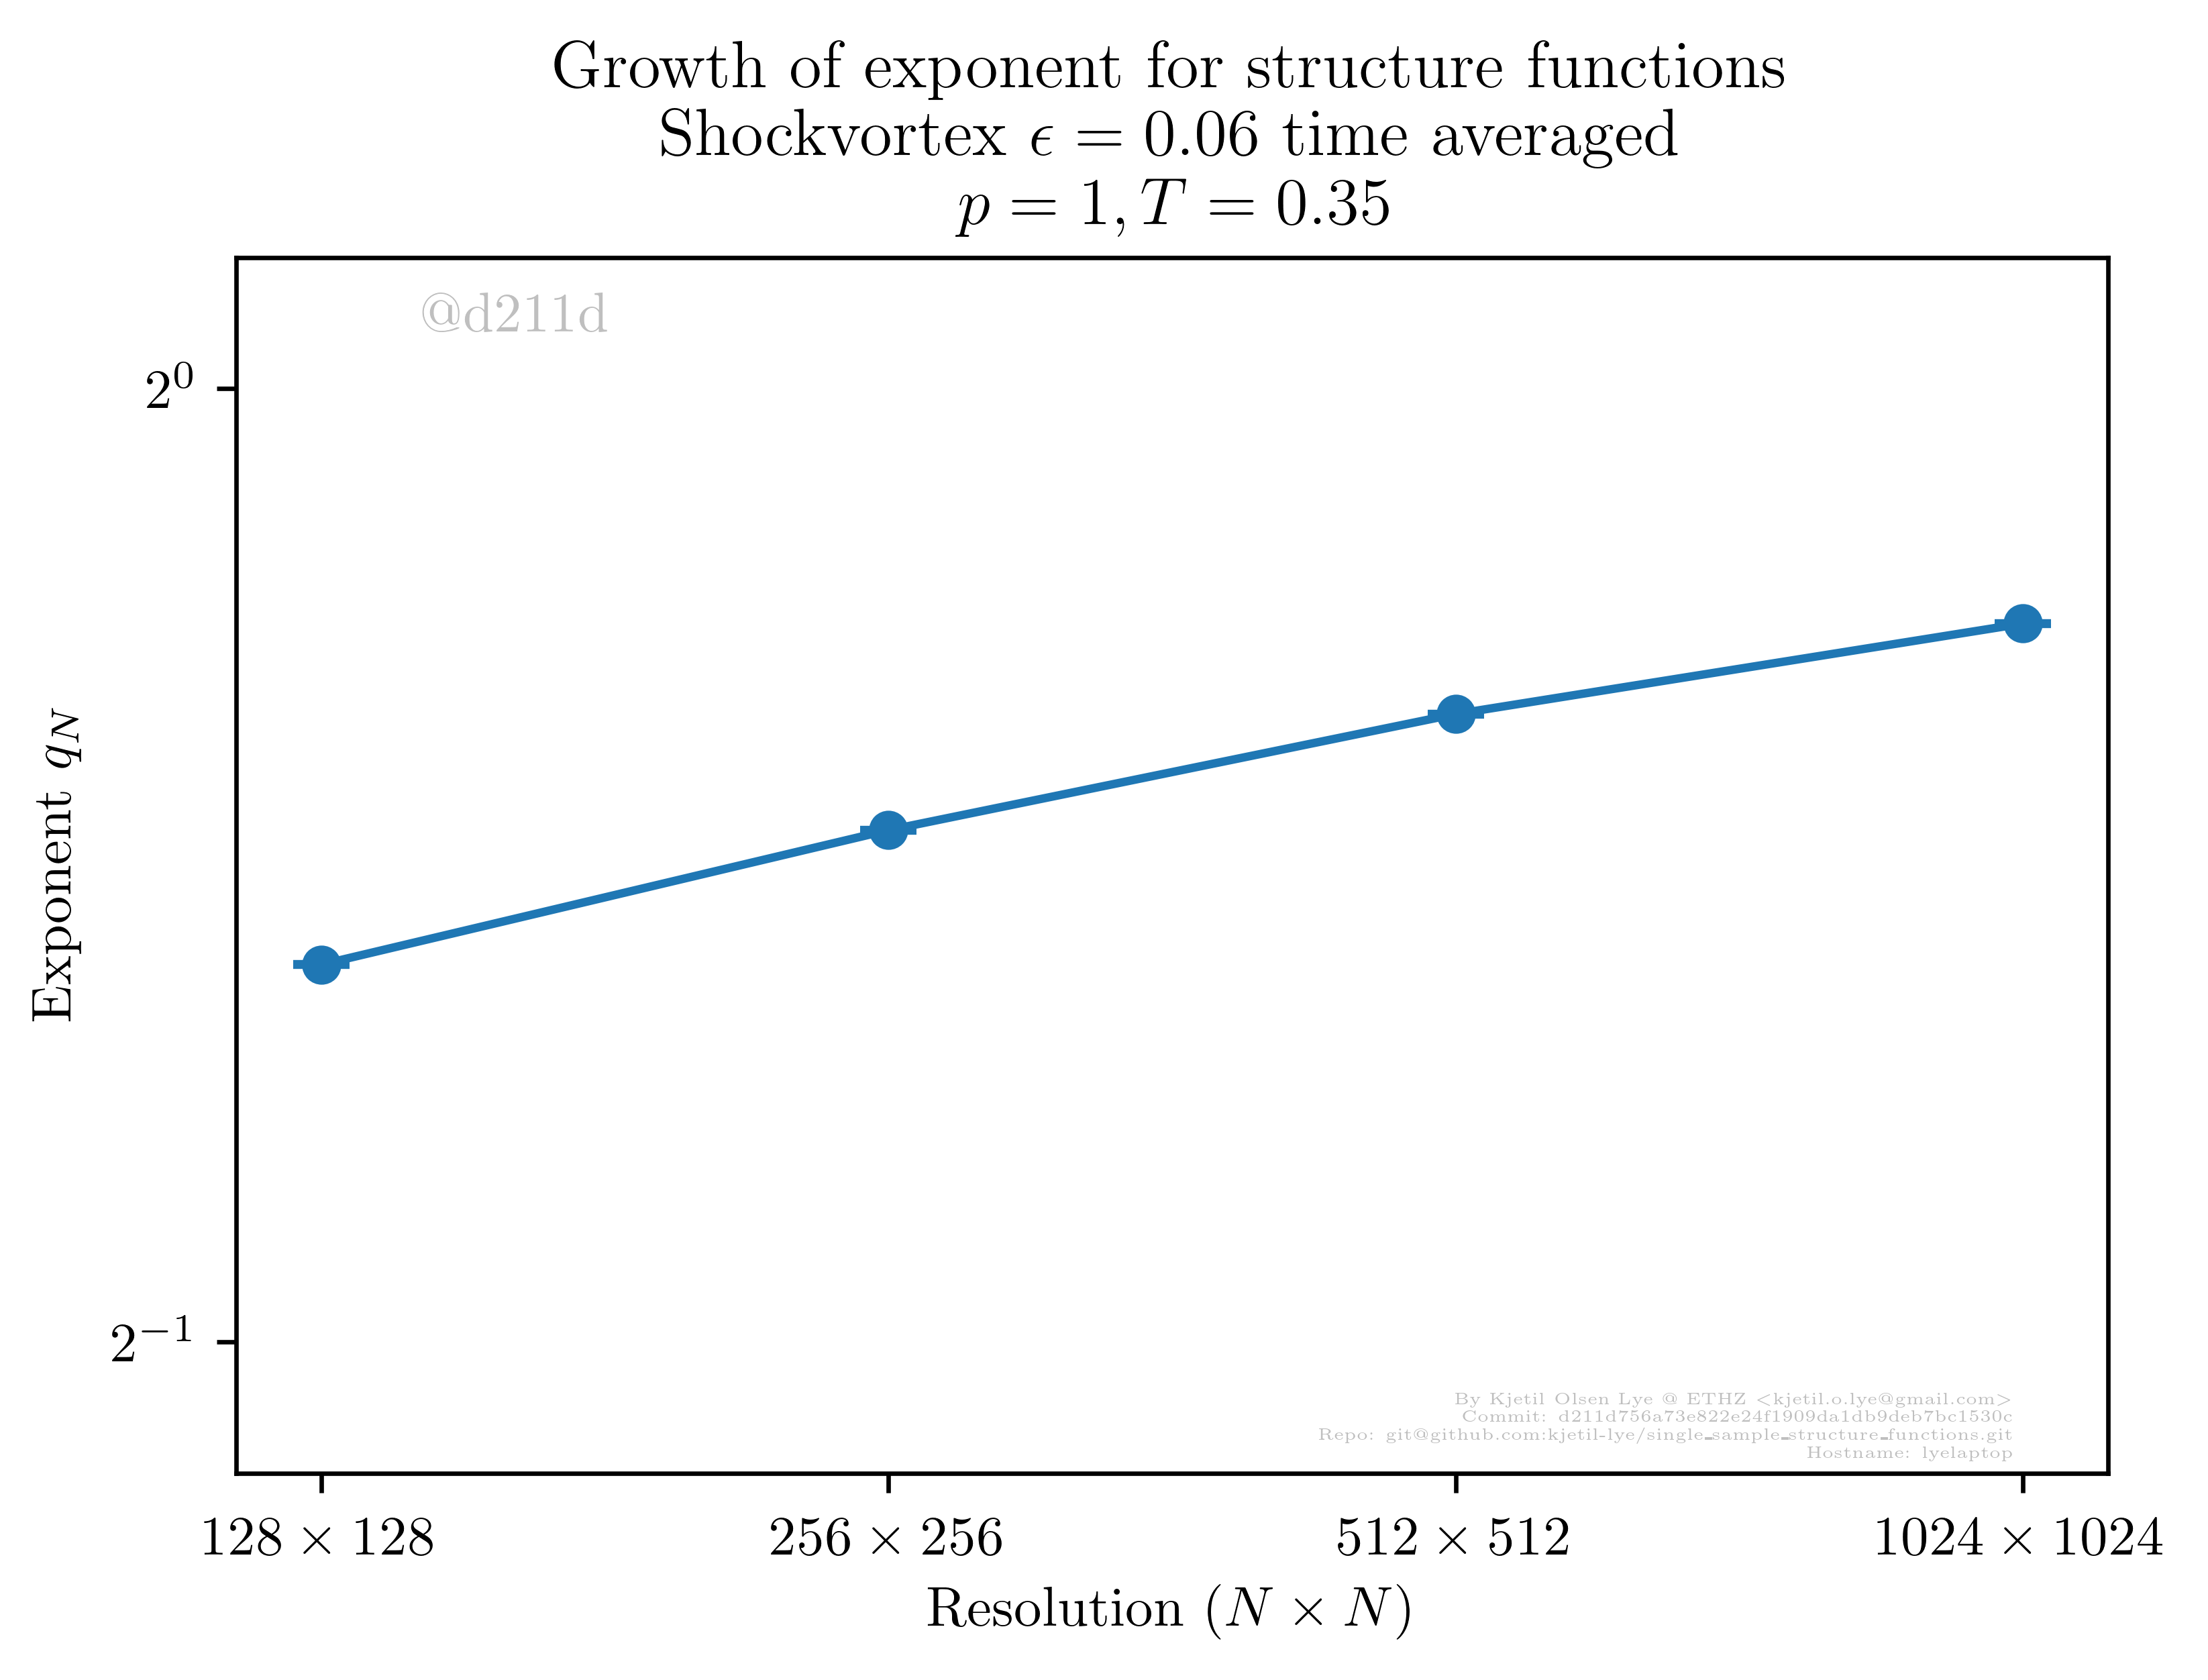 Growth of exponent for structure functions
Shockvortex ϵ = 0.06 time averaged
p = 1, T = 0.35
@d211d
2⁰
Exponent q_N
2⁻¹
By Kjetil Olsen Lye @ ETHZ <kjetil.o.lye@gmail.com>
Commit: d211d756a73e822e24f1909da1db9deb7bc1530c
Repo: git@github.com:kjetil-lye/single_sample_structure_functions.git
Hostname: lyelaptop
128 × 128 256 × 256 512 × 512 1024 × 1024
Resolution (N × N)